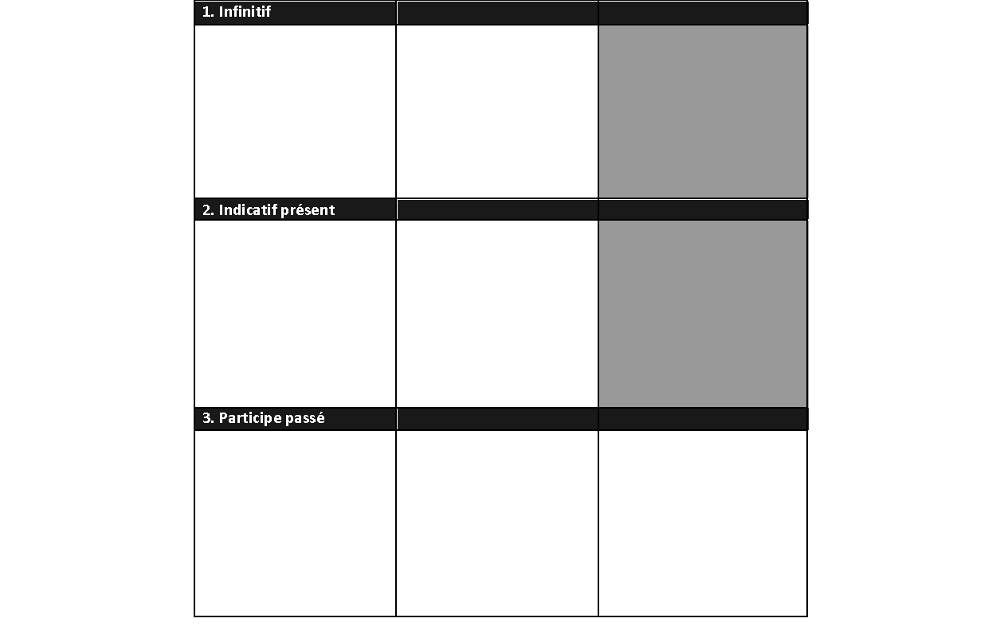 1. Infinitif
2. Indicatif présent
3. Participe passé